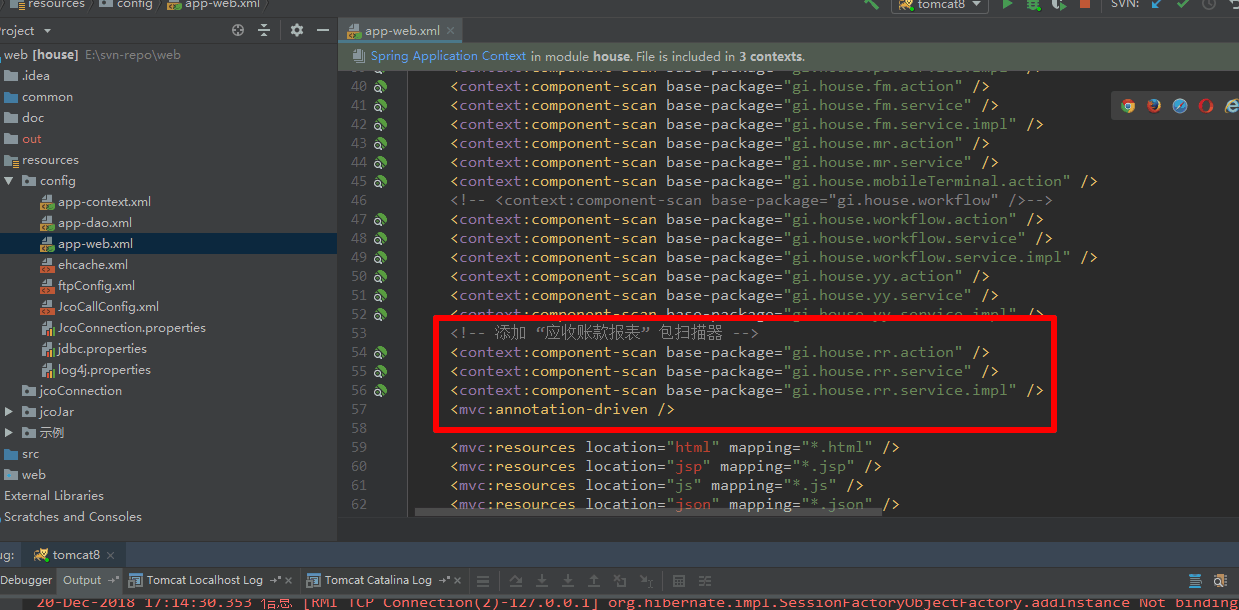 resources
config
app-web.xml
tomcat8
SVN:
Project
app-web.xml
web [house] E:\svn-repo\web
.idea
common
doc
out
resources
config
app-context.xml
app-dao.xml
app-web.xml
ehcache.xml
ftpConfig.xml
JcoCallConfig.xml
JcoConnection.properties
jdbc.properties
log4j.properties
jcoConnection
jcoJar
示例
src
web
External Libraries
Scratches and Consoles
Spring Application Context in module house. File is included in 3 contexts.
40 <context:component-scan base-package="gi.house.fm.action" />
41 <context:component-scan base-package="gi.house.fm.service" />
42 <context:component-scan base-package="gi.house.fm.service.impl" />
43 <context:component-scan base-package="gi.house.mr.action" />
44 <context:component-scan base-package="gi.house.mr.service" />
45 <context:component-scan base-package="gi.house.mobileTerminal.action" />
46 <!-- <context:component-scan base-package="gi.house.workflow" />-->
47 <context:component-scan base-package="gi.house.workflow.action" />
48 <context:component-scan base-package="gi.house.workflow.service" />
49 <context:component-scan base-package="gi.house.workflow.service.impl" />
50 <context:component-scan base-package="gi.house.yy.action" />
51 <context:component-scan base-package="gi.house.yy.service" />
52 <context:component-scan base-package="gi.house.yy.service.impl" />
53 <!-- 添加 “应收账款报表” 包扫描器 -->
54 <context:component-scan base-package="gi.house.rr.action" />
55 <context:component-scan base-package="gi.house.rr.service" />
56 <context:component-scan base-package="gi.house.rr.service.impl" />
57 <mvc:annotation-driven />
58
59 <mvc:resources location="html" mapping="*.html" />
60 <mvc:resources location="jsp" mapping="*.jsp" />
61 <mvc:resources location="js" mapping="*.js" />
62 <mvc:resources location="json" mapping="*.json" />
ug: tomcat8
Debugger Output Tomcat Localhost Log Tomcat Catalina Log
20-Dec-2018 17:14:30.353 信息 [RMI TCP Connection(2)-127.0.0.1] org.hibernate.impl.SessionFactoryObjectFactory.addInstance Not binding